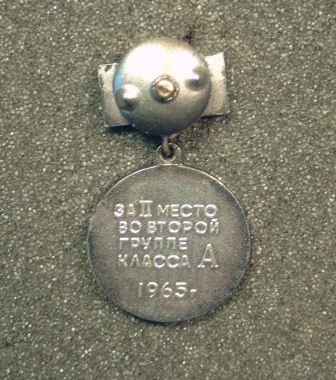 ЗА II МЕСТО
ВО ВТОРОЙ
ГРУППЕ
КЛАССА А
1965г